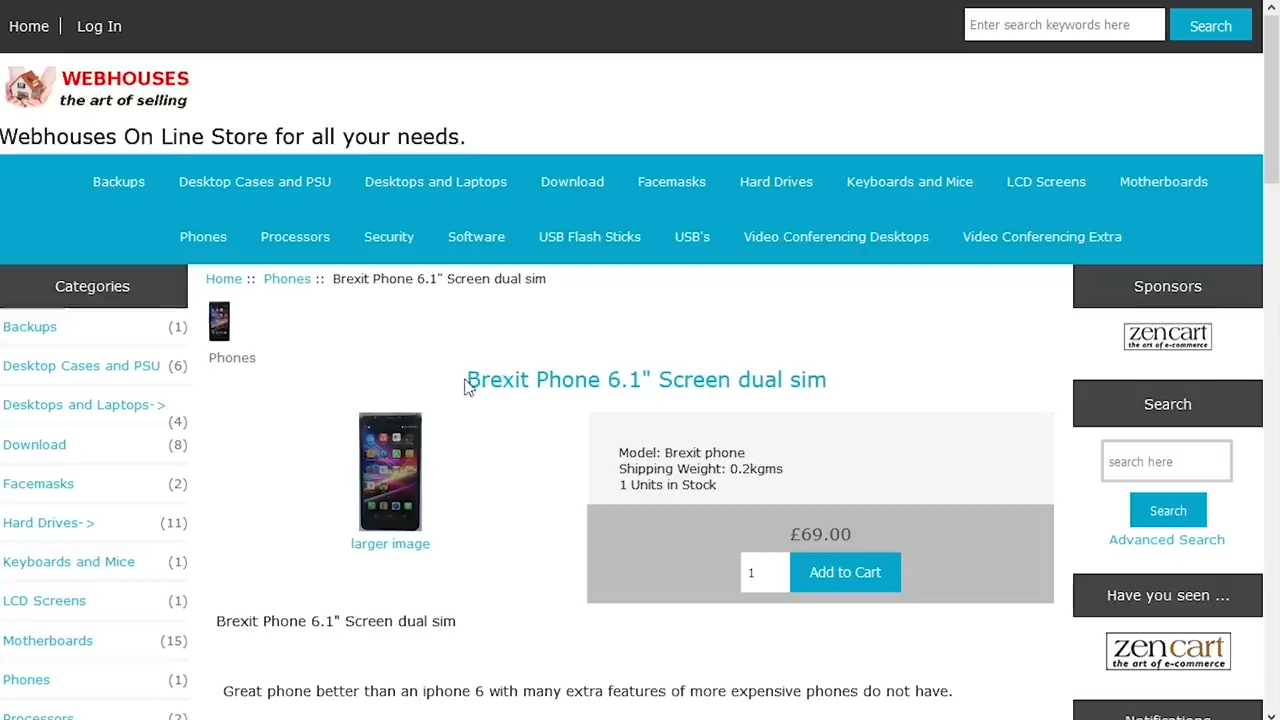 Home
Log In
Enter search keywords here
Search
WEBHOUSES
the art of selling
Webhouses On Line Store for all your needs.
Backups
Desktop Cases and PSU
Desktops and Laptops
Download
Facemasks
Hard Drives
Keyboards and Mice
LCD Screens
Motherboards
Phones
Processors
Security
Software
USB Flash Sticks
USB's
Video Conferencing Desktops
Video Conferencing Extra
Categories
Backups (1)
Desktop Cases and PSU (6)
Desktops and Laptops->
(4)
Download (8)
Facemasks (2)
Hard Drives-> (11)
Keyboards and Mice (1)
LCD Screens (1)
Motherboards (15)
Phones (1)
Processors (2)
Home :: Phones :: Brexit Phone 6.1" Screen dual sim
Phones
Brexit Phone 6.1" Screen dual sim
larger image
Model: Brexit phone
Shipping Weight: 0.2kgms
1 Units in Stock
£69.00
1
Add to Cart
Brexit Phone 6.1" Screen dual sim
Great phone better than an iphone 6 with many extra features of more expensive phones do not have.
Sponsors
zencart
the art of e-commerce
Search
search here
Search
Advanced Search
Have you seen ...
zencart
the art of e-commerce
Notifications